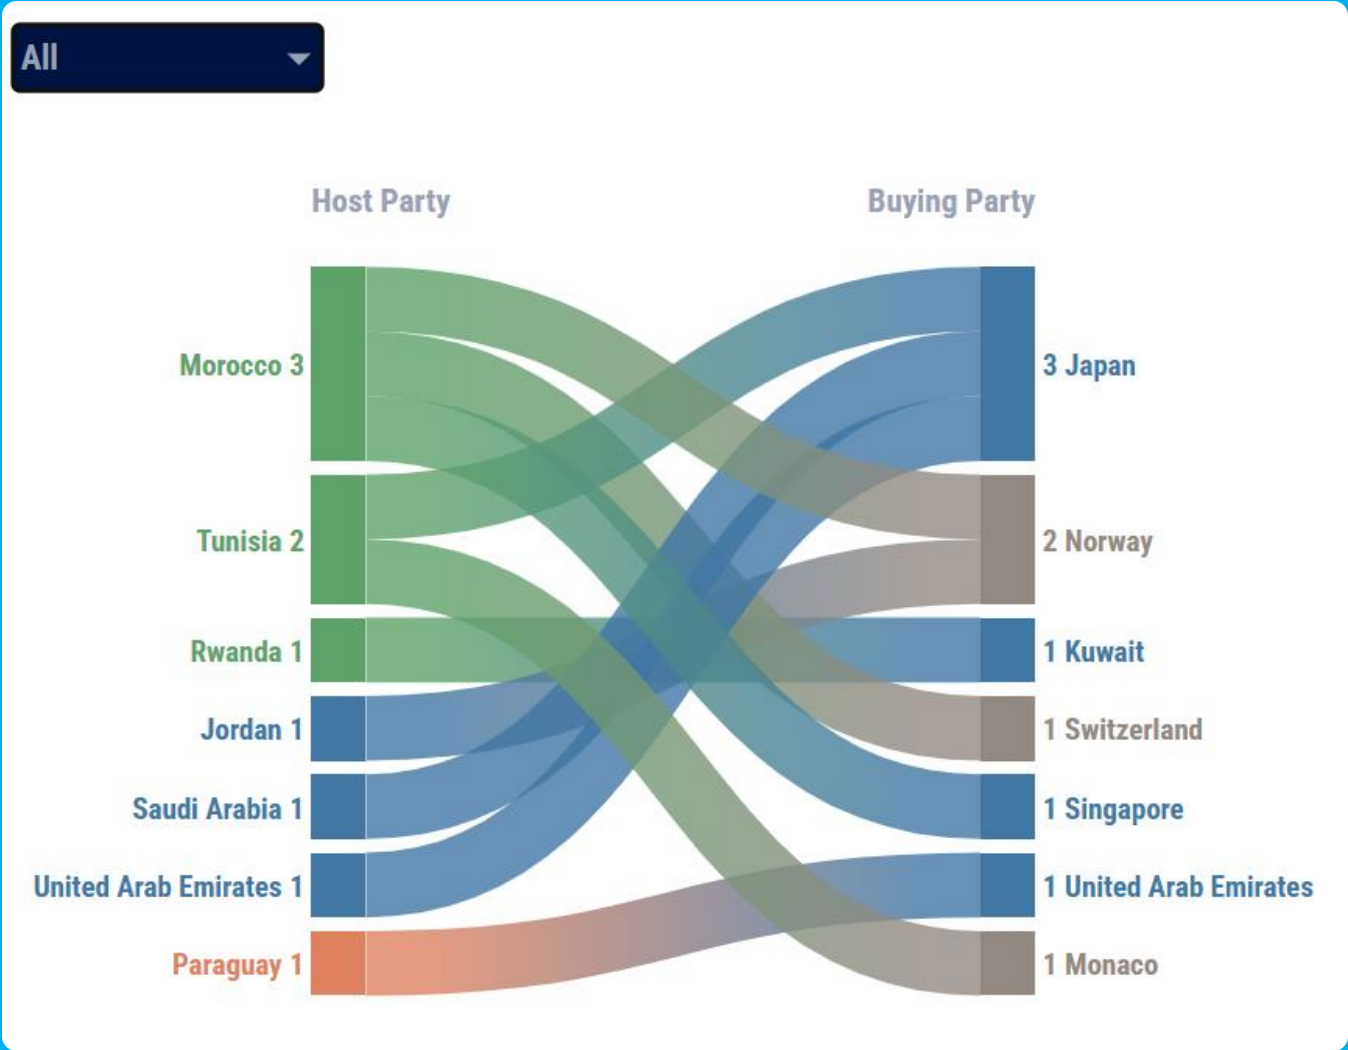 All
Host Party
Buying Party
Morocco 3
3 Japan
Tunisia 2
2 Norway
Rwanda 1
1 Kuwait
Jordan 1
1 Switzerland
Saudi Arabia 1
1 Singapore
United Arab Emirates 1
1 United Arab Emirates
Paraguay 1
1 Monaco